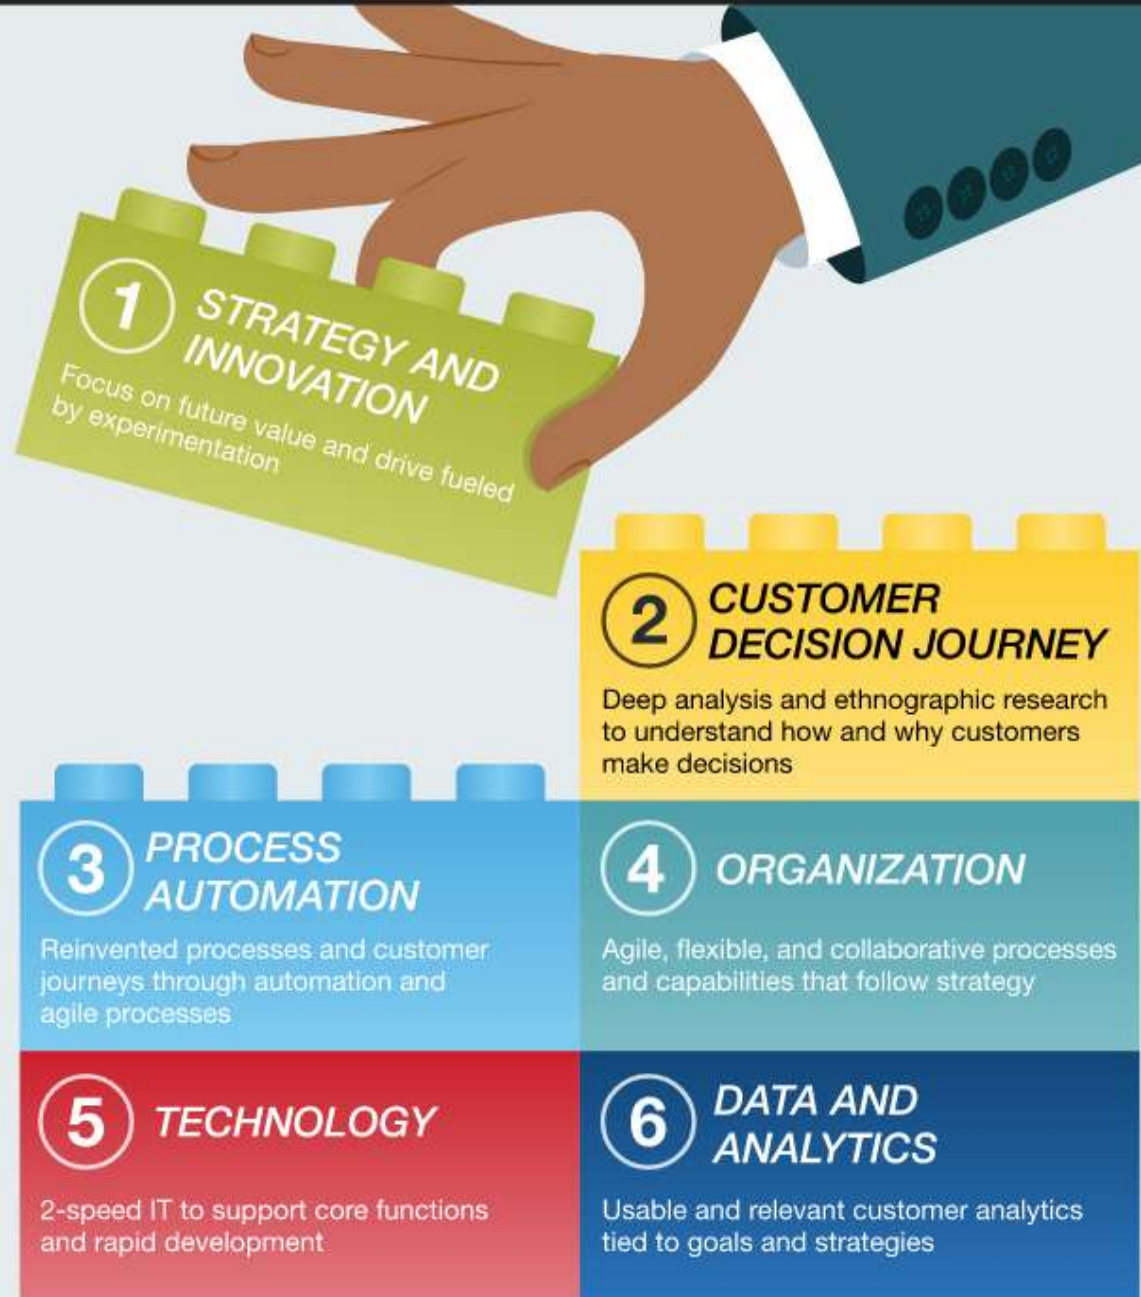 1
STRATEGY AND
INNOVATION
Focus on future value and drive fueled
by experimentation
2
CUSTOMER
DECISION JOURNEY
Deep analysis and ethnographic research
to understand how and why customers
make decisions
3
PROCESS
AUTOMATION
Reinvented processes and customer
journeys through automation and
agile processes
4
ORGANIZATION
Agile, flexible, and collaborative processes
and capabilities that follow strategy
5
TECHNOLOGY
2-speed IT to support core functions
and rapid development
6
DATA AND
ANALYTICS
Usable and relevant customer analytics
tied to goals and strategies